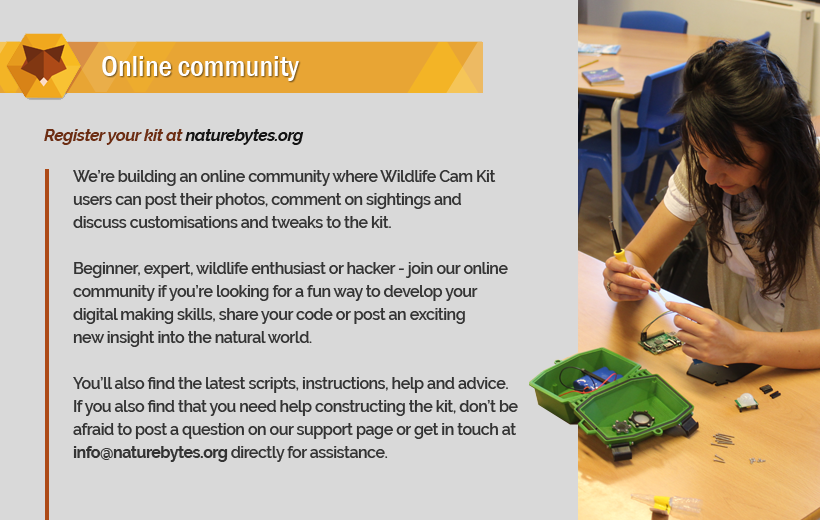 Online community
Register your kit at naturebytes.org
We’re building an online community where Wildlife Cam Kit
users can post their photos, comment on sightings and
discuss customisations and tweaks to the kit.
Beginner, expert, wildlife enthusiast or hacker - join our online
community if you’re looking for a fun way to develop your
digital making skills, share your code or post an exciting
new insight into the natural world.
You’ll also find the latest scripts, instructions, help and advice.
If you also find that you need help constructing the kit, don’t be
afraid to post a question on our support page or get in touch at
info@naturebytes.org directly for assistance.